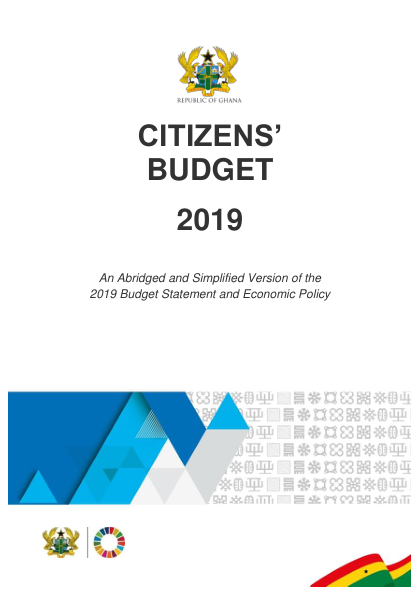 REPUBLIC OF GHANA
CITIZENS’
BUDGET
2019
An Abridged and Simplified Version of the
2019 Budget Statement and Economic Policy